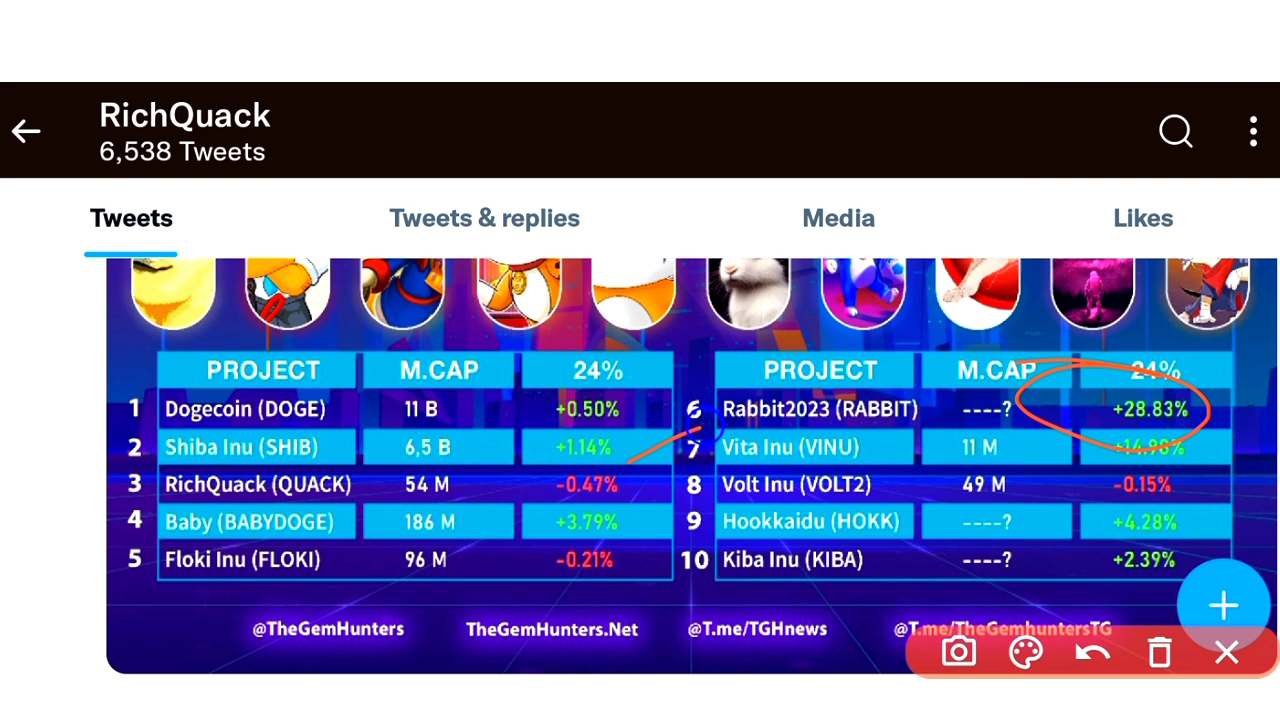 RichQuack
6,538 Tweets
Tweets Tweets & replies Media Likes
PROJECT M.CAP 24% PROJECT M.CAP 24%
1 Dogecoin (DOGE) 11 B +0.50% 6 Rabbit2023 (RABBIT) ----? +28.83%
2 Shiba Inu (SHIB) 6,5 B +1.14% 7 Vita Inu (VINU) 11 M +14.98%
3 RichQuack (QUACK) 54 M -0.47% 8 Volt Inu (VOLT2) 49 M -0.15%
4 Baby (BABYDOGE) 186 M +3.79% 9 Hookkaidu (HOKK) ----? +4.28%
5 Floki Inu (FLOKI) 96 M -0.21% 10 Kiba Inu (KIBA) ----? +2.39%
@TheGemHunters TheGemHunters.Net @T.me/TGHnews @T.me/TheGemhuntersTG